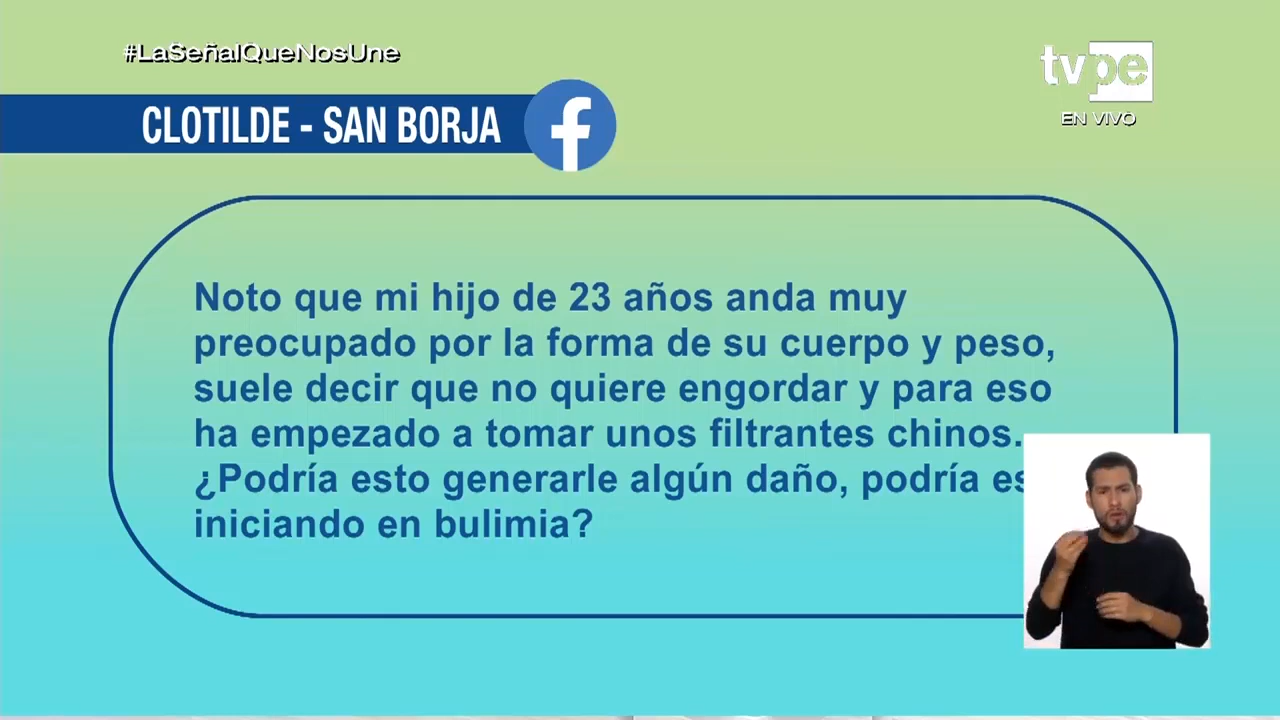 #LaSeñalQueNosUne
tvpe
EN VIVO
CLOTILDE - SAN BORJA
Noto que mi hijo de 23 años anda muy
preocupado por la forma de su cuerpo y peso,
suele decir que no quiere engordar y para eso
ha empezado a tomar unos filtrantes chinos.
¿Podría esto generarle algún daño, podría
iniciando en bulimia?